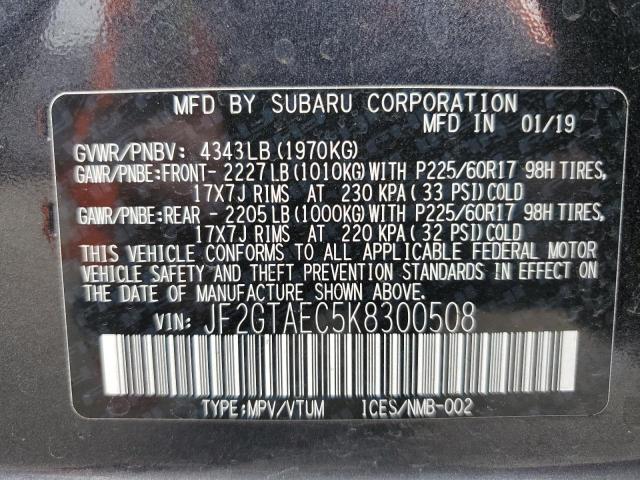 MFD BY SUBARU CORPORATION
MFD IN 01/19
GVWR/PNBV: 4343LB(1970KG)
GAWR/PNBE:FRONT- 2227LB(1010KG)WITH P225/60R17 98H TIRES,
17X7J RIMS AT 230 KPA(33 PSI)COLD
GAWR/PNBE:REAR - 2205LB(1000KG)WITH P225/60R17 98H TIRES,
17X7J RIMS AT 220 KPA(32 PSI)COLD
THIS VEHICLE CONFORMS TO ALL APPLICABLE FEDERAL MOTOR
VEHICLE SAFETY AND THEFT PREVENTION STANDARDS IN EFFECT ON
THE DATE OF MANUFACTURE SHOWN ABOVE.
VIN: JF2GTAEC5K8300508
TYPE:MPV/VTUM ICES/NMB-002